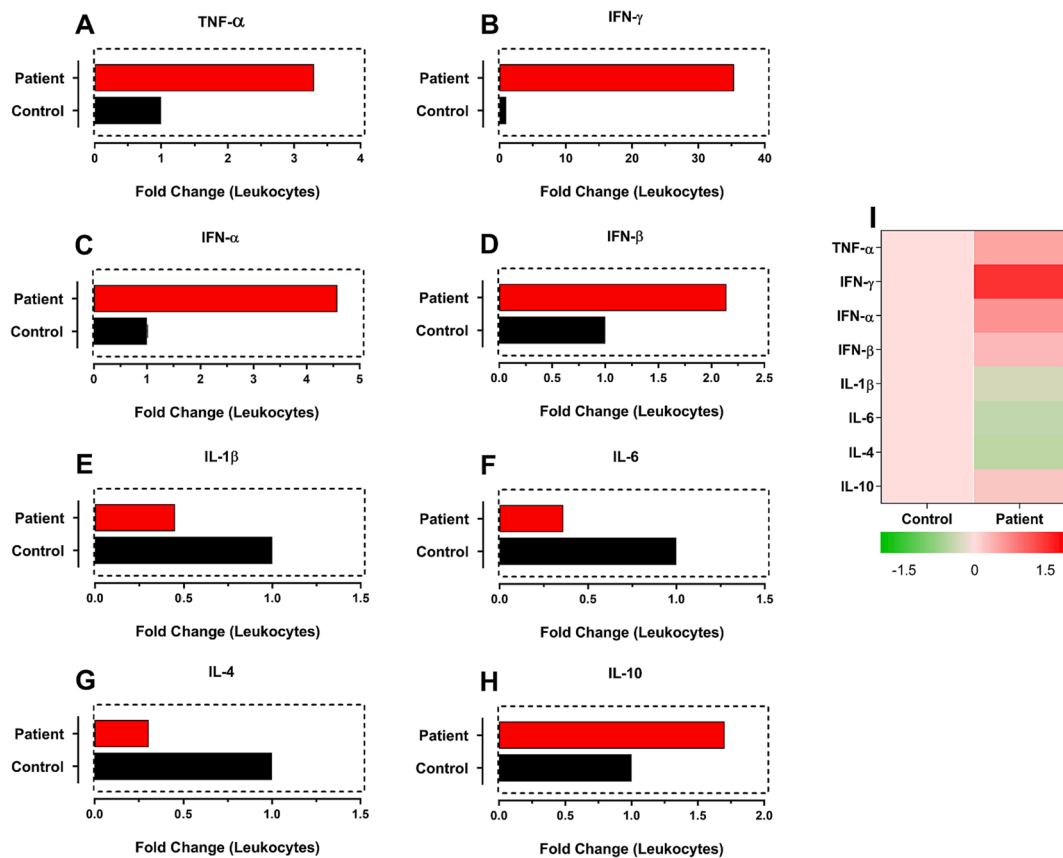 A
TNF-α
Patient
Control
0 1 2 3 4
Fold Change (Leukocytes)
B
IFN-γ
Patient
Control
0 10 20 30 40
Fold Change (Leukocytes)
C
IFN-α
Patient
Control
0 1 2 3 4 5
Fold Change (Leukocytes)
D
IFN-β
Patient
Control
0.0 0.5 1.0 1.5 2.0 2.5
Fold Change (Leukocytes)
E
IL-1β
Patient
Control
0.0 0.5 1.0 1.5
Fold Change (Leukocytes)
F
IL-6
Patient
Control
0.0 0.5 1.0 1.5
Fold Change (Leukocytes)
G
IL-4
Patient
Control
0.0 0.5 1.0 1.5
Fold Change (Leukocytes)
H
IL-10
Patient
Control
0.0 0.5 1.0 1.5 2.0
Fold Change (Leukocytes)
I
TNF-α
IFN-γ
IFN-α
IFN-β
IL-1β
IL-6
IL-4
IL-10
Control Patient
-1.5 0 1.5